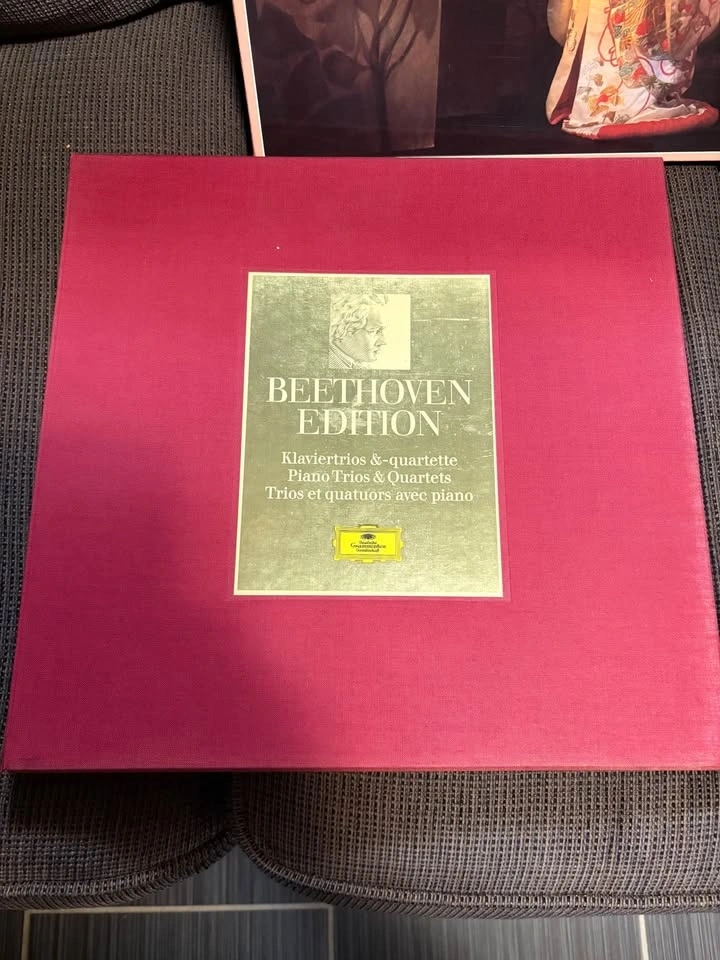 BEETHOVEN
EDITION
Klaviertrios &-quartette
Piano Trios & Quartets
Trios et quatuors avec piano
Deutsche
Grammophon
Gesellschaft